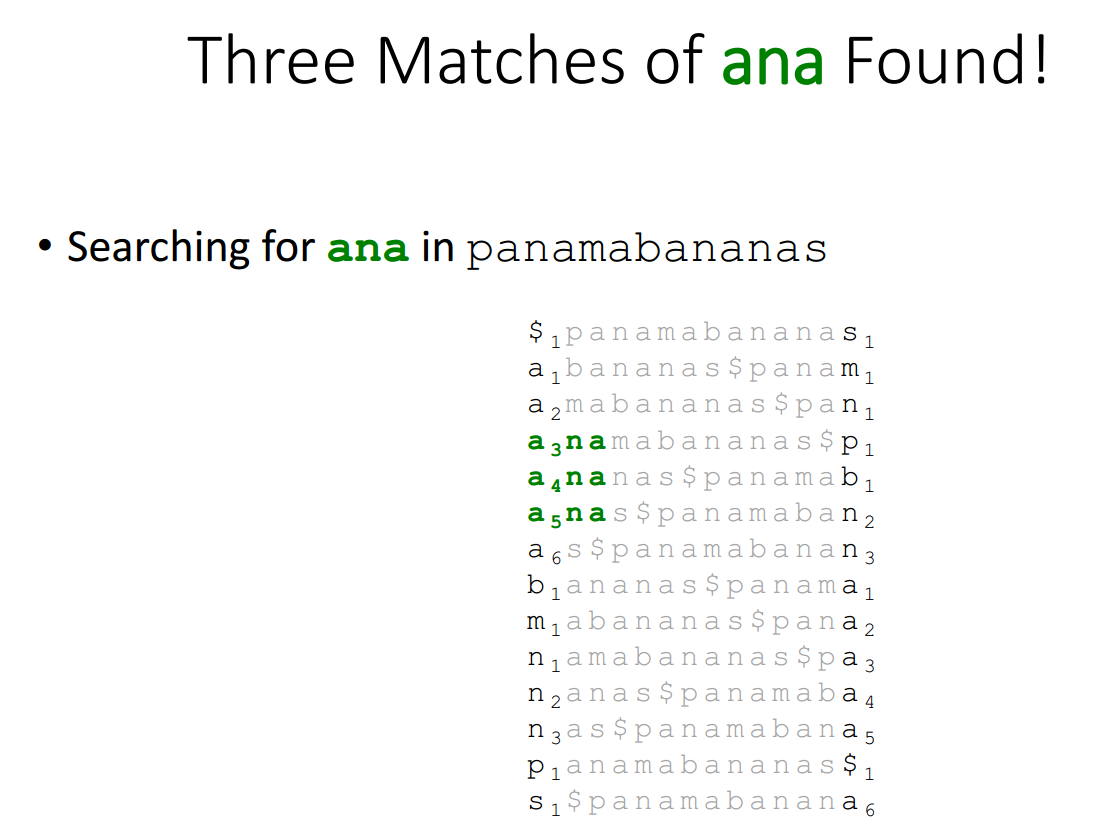 Three Matches of ana Found!
• Searching for ana in panamabananas
$₁panamabananas₁
a₁bananas$panam₁
a₂mabananas$pan₁
a₃namabananas$p₁
a₄nanas$panamab₁
a₅nas$panamaban₂
a₆s$panamabanan₃
b₁ananas$panama₁
m₁abananas$pana₂
n₁amabananas$pa₃
n₂anas$panamaba₄
n₃as$panamabana₅
p₁anamabananas$₁
s₁$panamabanana₆